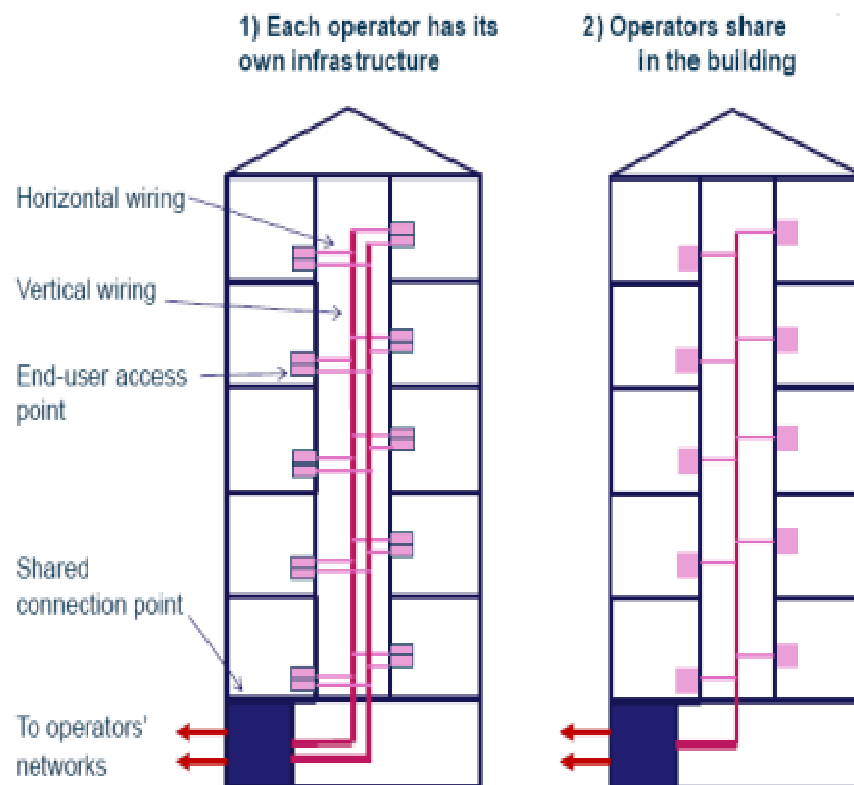 1) Each operator has its
own infrastructure
2) Operators share
in the building
Horizontal wiring
Vertical wiring
End-user access
point
Shared
connection point
To operators'
networks